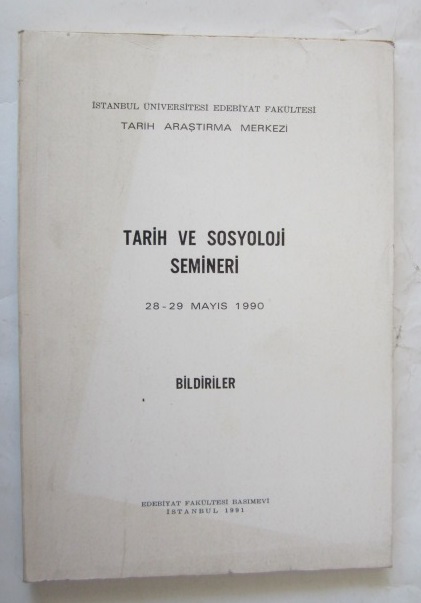 İSTANBUL ÜNİVERSİTESİ EDEBİYAT FAKÜLTESİ
TARİH ARAŞTIRMA MERKEZİ
TARİH VE SOSYOLOJİ
SEMİNERİ
28-29 MAYIS 1990
BİLDİRİLER
EDEBİYAT FAKÜLTESİ BASIMEVİ
İSTANBUL 1991